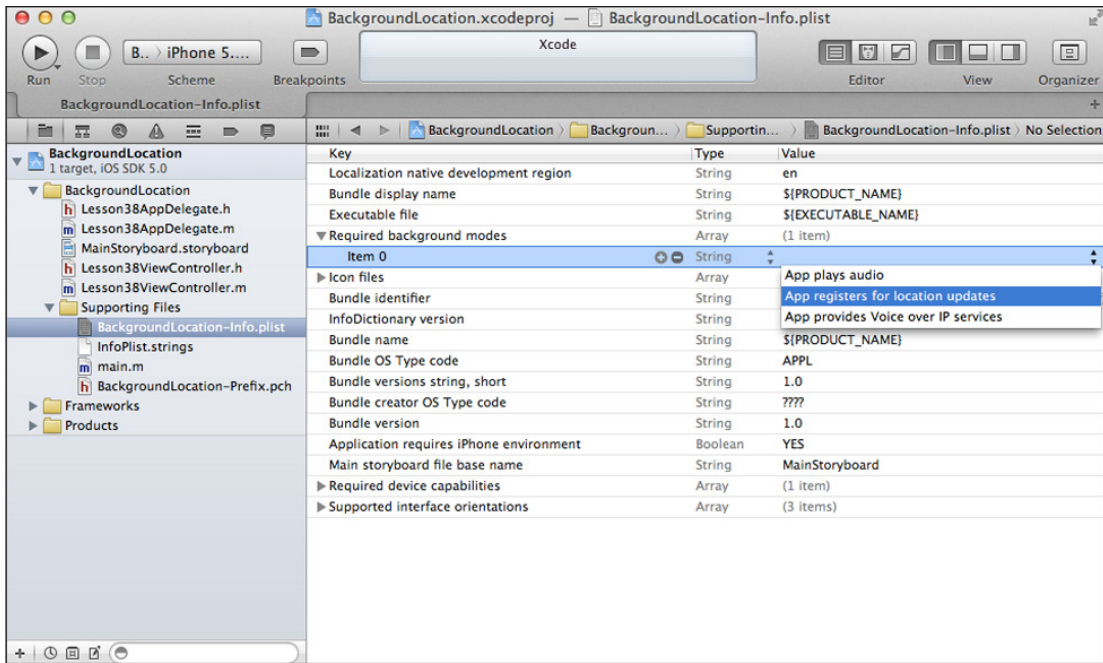 BackgroundLocation.xcodeproj — BackgroundLocation-Info.plist
B.. › iPhone 5.... Xcode
Run Stop Scheme Breakpoints Editor View Organizer
BackgroundLocation-Info.plist +
BackgroundLocation › Backgroun... › Supportin... › BackgroundLocation-Info.plist › No Selection
BackgroundLocation
1 target, iOS SDK 5.0
BackgroundLocation
h Lesson38AppDelegate.h
m Lesson38AppDelegate.m
MainStoryboard.storyboard
h Lesson38ViewController.h
m Lesson38ViewController.m
Supporting Files
BackgroundLocation-Info.plist
InfoPlist.strings
m main.m
h BackgroundLocation-Prefix.pch
Frameworks
Products
Key Type Value
Localization native development region String en
Bundle display name String ${PRODUCT_NAME}
Executable file String ${EXECUTABLE_NAME}
Required background modes Array (1 item)
Item 0 String
App plays audio
App registers for location updates
App provides Voice over IP services
Icon files Array
Bundle identifier String
InfoDictionary version String
Bundle name String ${PRODUCT_NAME}
Bundle OS Type code String APPL
Bundle versions string, short String 1.0
Bundle creator OS Type code String ????
Bundle version String 1.0
Application requires iPhone environment Boolean YES
Main storyboard file base name String MainStoryboard
Required device capabilities Array (1 item)
Supported interface orientations Array (3 items)